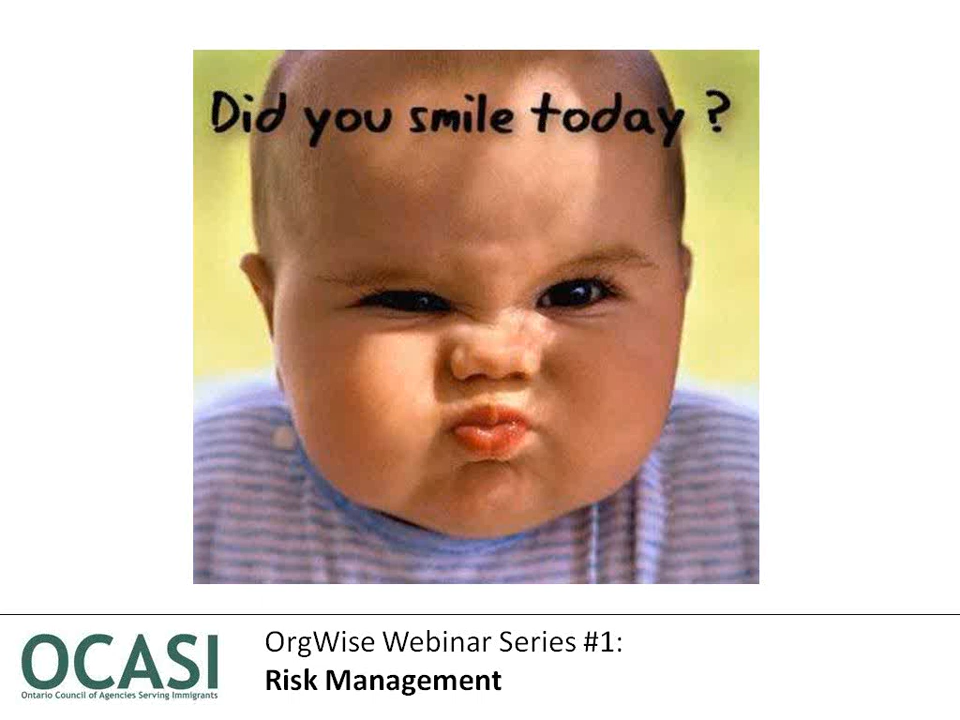 Did you smile today ?
OrgWise Webinar Series #1:
Risk Management
OCASI
Ontario Council of Agencies Serving Immigrants